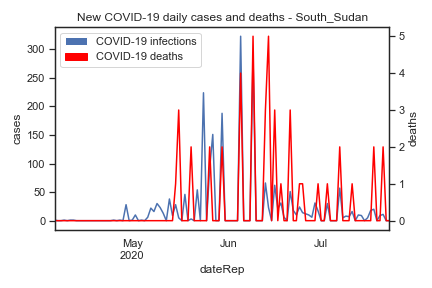 New COVID-19 daily cases and deaths - South_Sudan
COVID-19 infections
COVID-19 deaths
300
250
200
150
100
50
0
cases
5
4
3
2
1
0
deaths
May
2020
Jun
Jul
dateRep